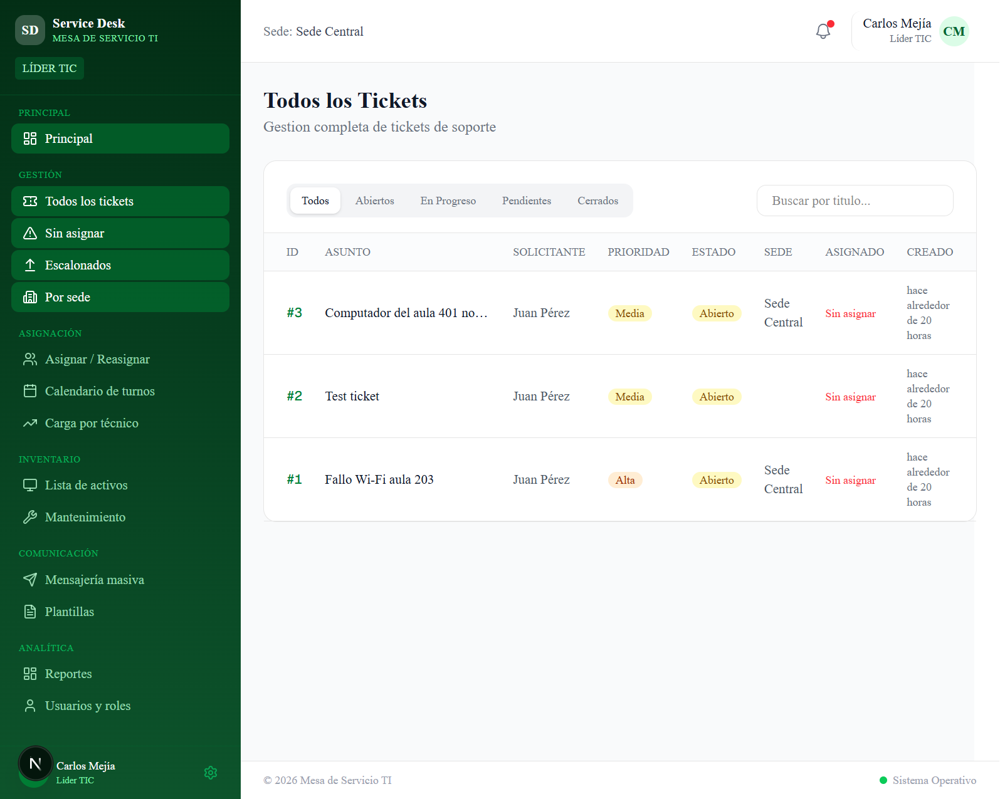 SD
Service Desk
MESA DE SERVICIO TI
LÍDER TIC
PRINCIPAL
Principal
GESTIÓN
Todos los tickets
Sin asignar
Escalonados
Por sede
ASIGNACIÓN
Asignar / Reasignar
Calendario de turnos
Carga por técnico
INVENTARIO
Lista de activos
Mantenimiento
COMUNICACIÓN
Mensajería masiva
Plantillas
ANALÍTICA
Reportes
Usuarios y roles
N
Carlos Mejía
Líder TIC
Sede: Sede Central
Carlos Mejía
Líder TIC
CM
Todos los Tickets
Gestion completa de tickets de soporte
Todos Abiertos En Progreso Pendientes Cerrados
Buscar por titulo...
ID ASUNTO SOLICITANTE PRIORIDAD ESTADO SEDE ASIGNADO CREADO
#3 Computador del aula 401 no... Juan Pérez Media Abierto Sede Central Sin asignar hace alrededor de 20 horas
#2 Test ticket Juan Pérez Media Abierto Sin asignar hace alrededor de 20 horas
#1 Fallo Wi-Fi aula 203 Juan Pérez Alta Abierto Sede Central Sin asignar hace alrededor de 20 horas
© 2026 Mesa de Servicio TI
Sistema Operativo